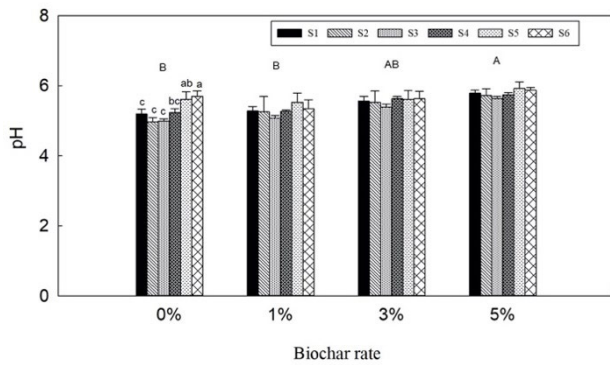 8
S1 S2 S3 S4 S5 S6
B B AB A
6
c c c bc ab a
pH
4
2
0
0% 1% 3% 5%
Biochar rate